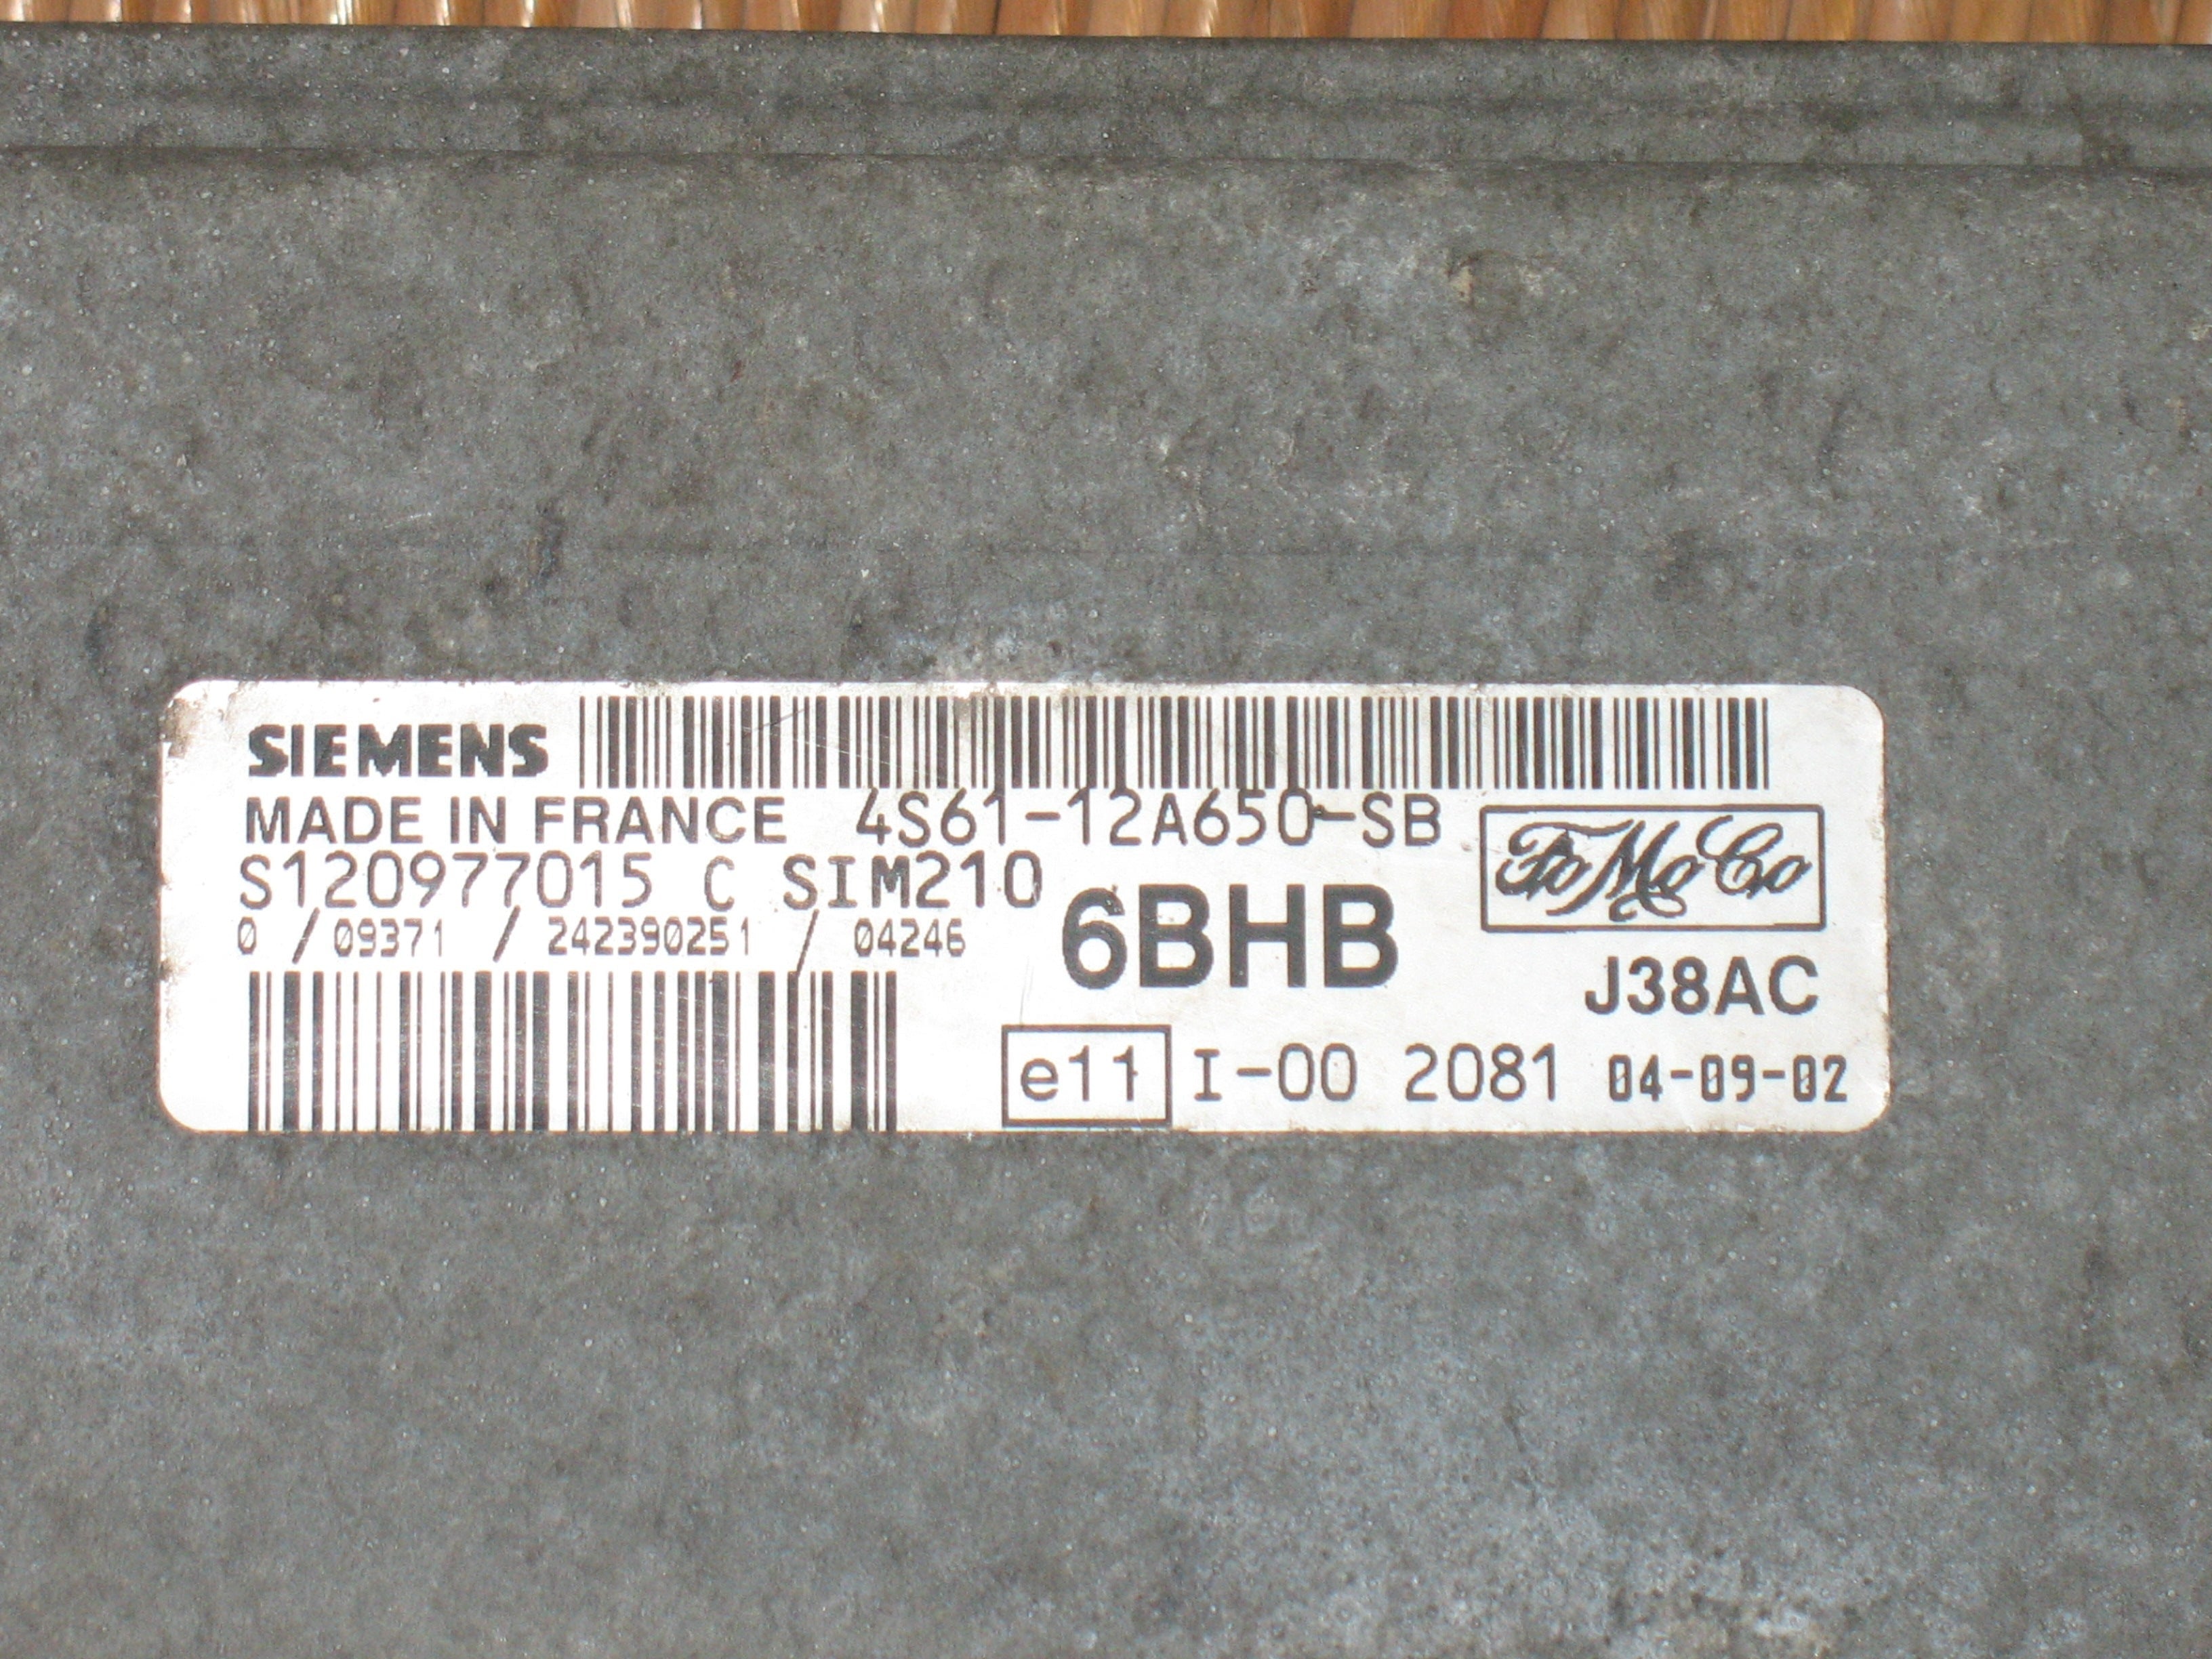 SIEMENS
MADE IN FRANCE 4S61-12A650-SB
S120977015 C SIM210
FoMoCo
0 / 09371 / 242390251 / 04246
6BHB
J38AC
e11 I-00 2081 04-09-02